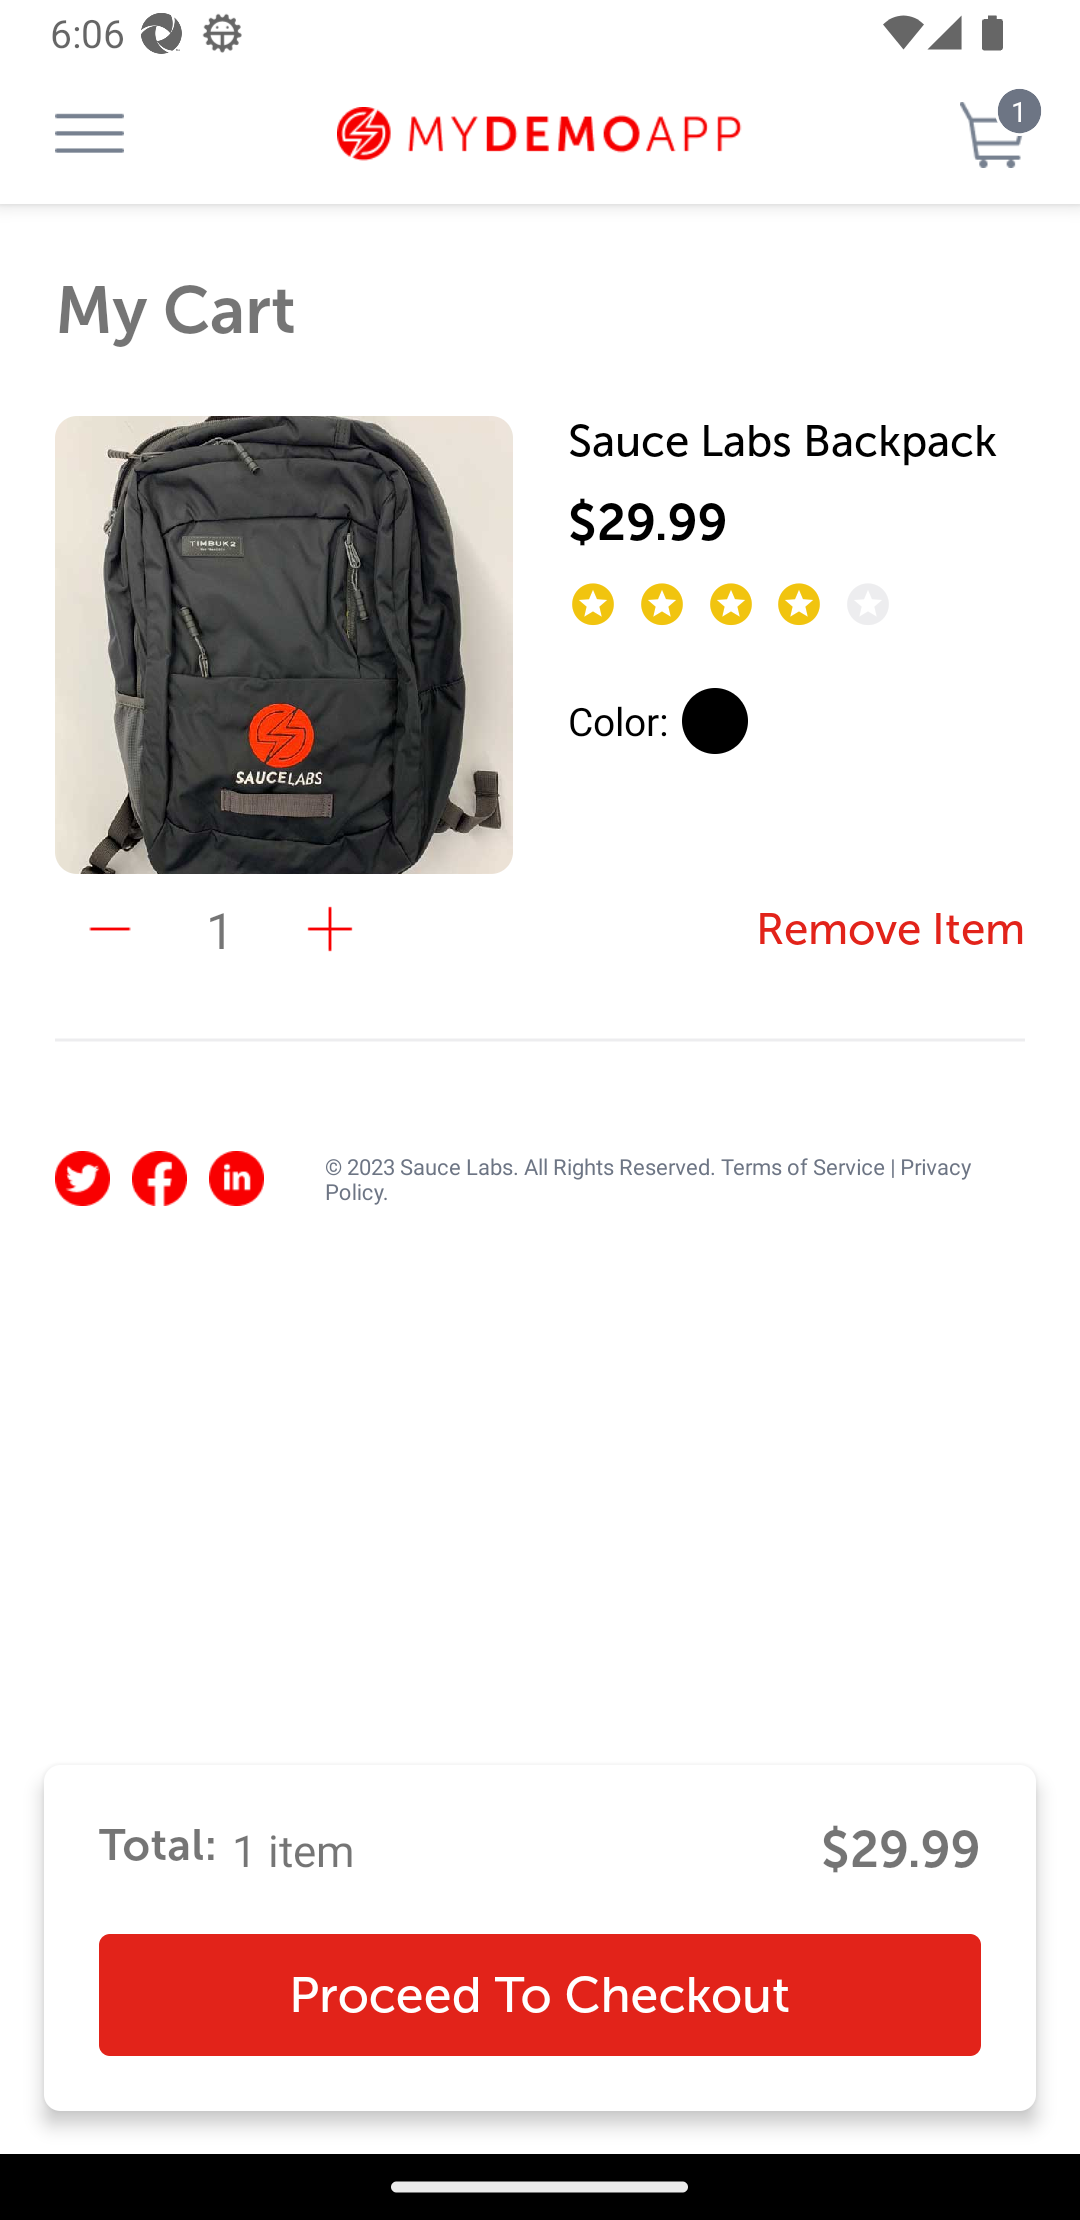 6:06
MYDEMOAPP
1
My Cart
Sauce Labs Backpack
$29.99
TIMBUK2
SAUCELABS
Color:
1
Remove Item
© 2023 Sauce Labs. All Rights Reserved. Terms of Service | Privacy
Policy.
Total: 1 item
$29.99
Proceed To Checkout